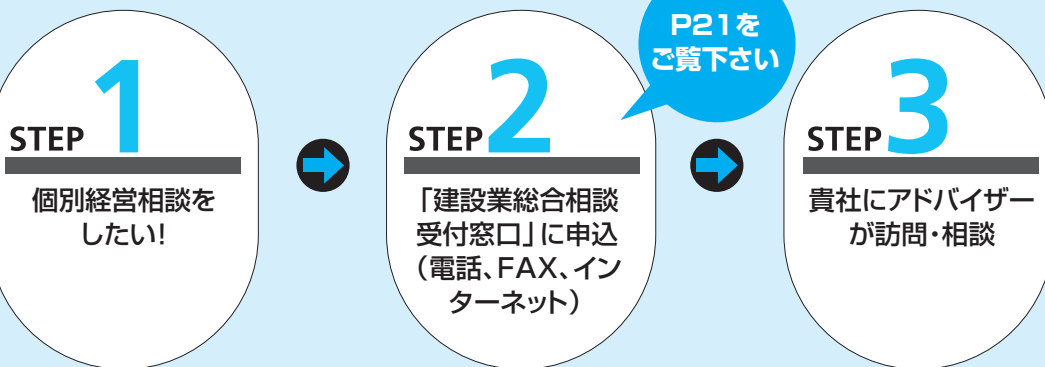 STEP 1
個別経営相談を
したい!
STEP 2
P21を
ご覧下さい
「建設業総合相談
受付窓口」に申込
(電話、FAX、イン
ターネット)
STEP 3
貴社にアドバイザー
が訪問・相談